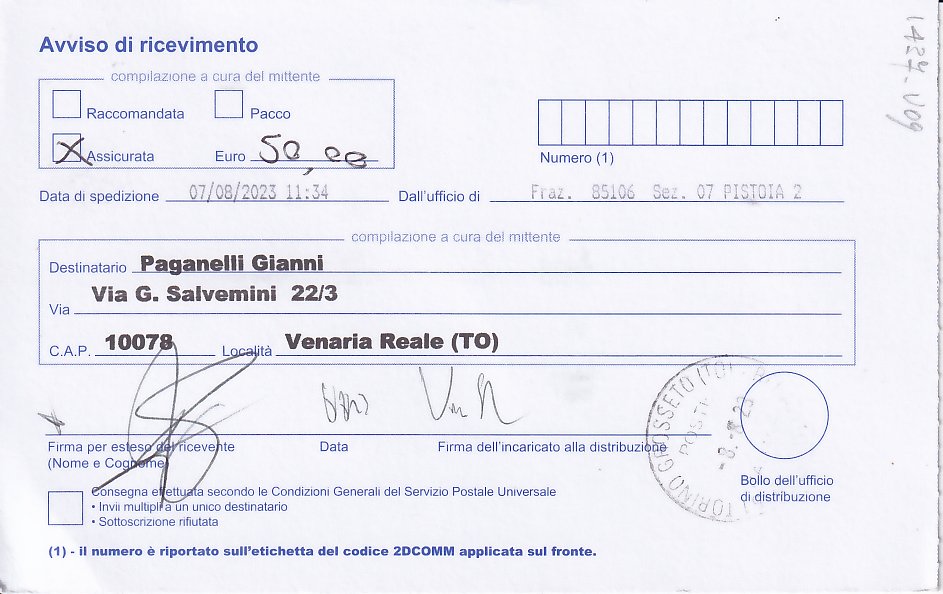 Avviso di ricevimento
compilazione a cura del mittente
Raccomandata Pacco
X Assicurata Euro 50,00
Numero (1)
Data di spedizione 07/08/2023 11:34 Dall'ufficio di Fraz. 85106 Sez. 07 PISTOIA 2
compilazione a cura del mittente
Destinatario Paganelli Gianni
Via Via G. Salvemini 22/3
C.A.P. 10078 Località Venaria Reale (TO)
Firma per esteso del ricevente Data Firma dell'incaricato alla distribuzione
(Nome e Cognome)
TORINO GROSSETO (TO)
Bollo dell'ufficio
di distribuzione
Consegna effettuata secondo le Condizioni Generali del Servizio Postale Universale
• Invii multipli a un unico destinatario
• Sottoscrizione rifiutata
(1) - il numero è riportato sull'etichetta del codice 2DCOMM applicata sul fronte.
1427-V09